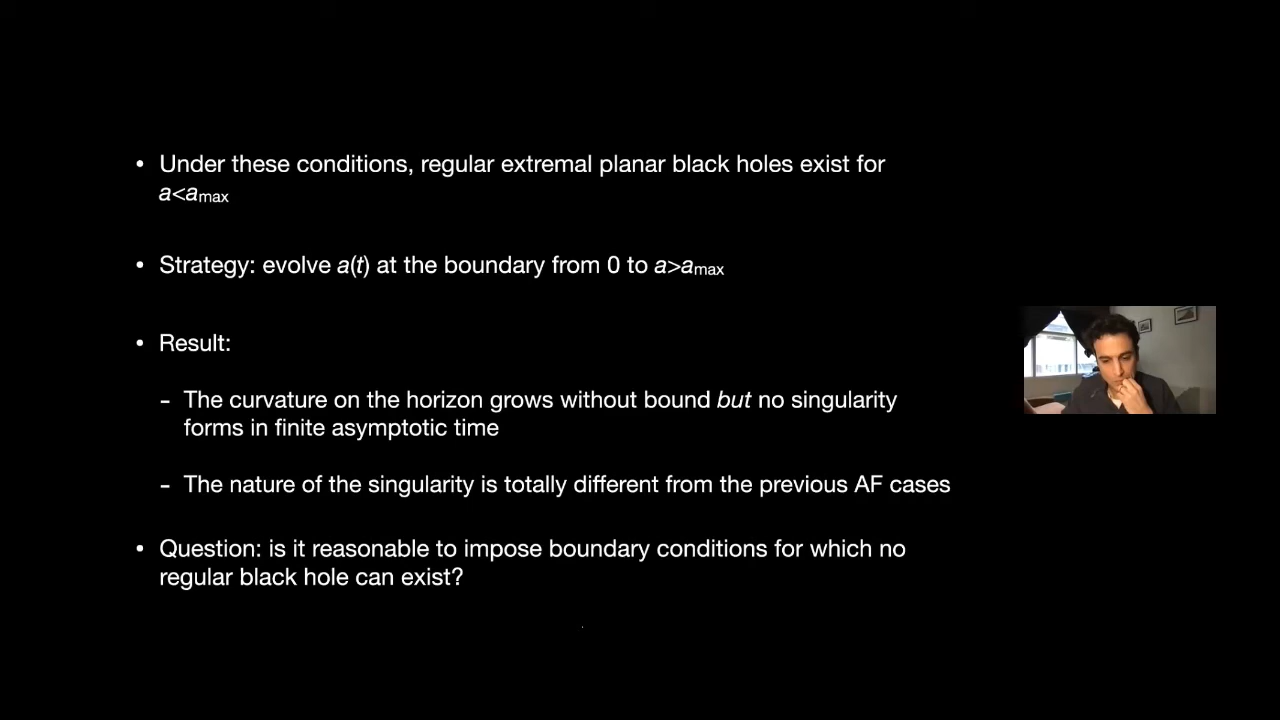 • Under these conditions, regular extremal planar black holes exist for
a<amax
• Strategy: evolve a(t) at the boundary from 0 to a>amax
• Result:
- The curvature on the horizon grows without bound but no singularity
forms in finite asymptotic time
- The nature of the singularity is totally different from the previous AF cases
• Question: is it reasonable to impose boundary conditions for which no
regular black hole can exist?